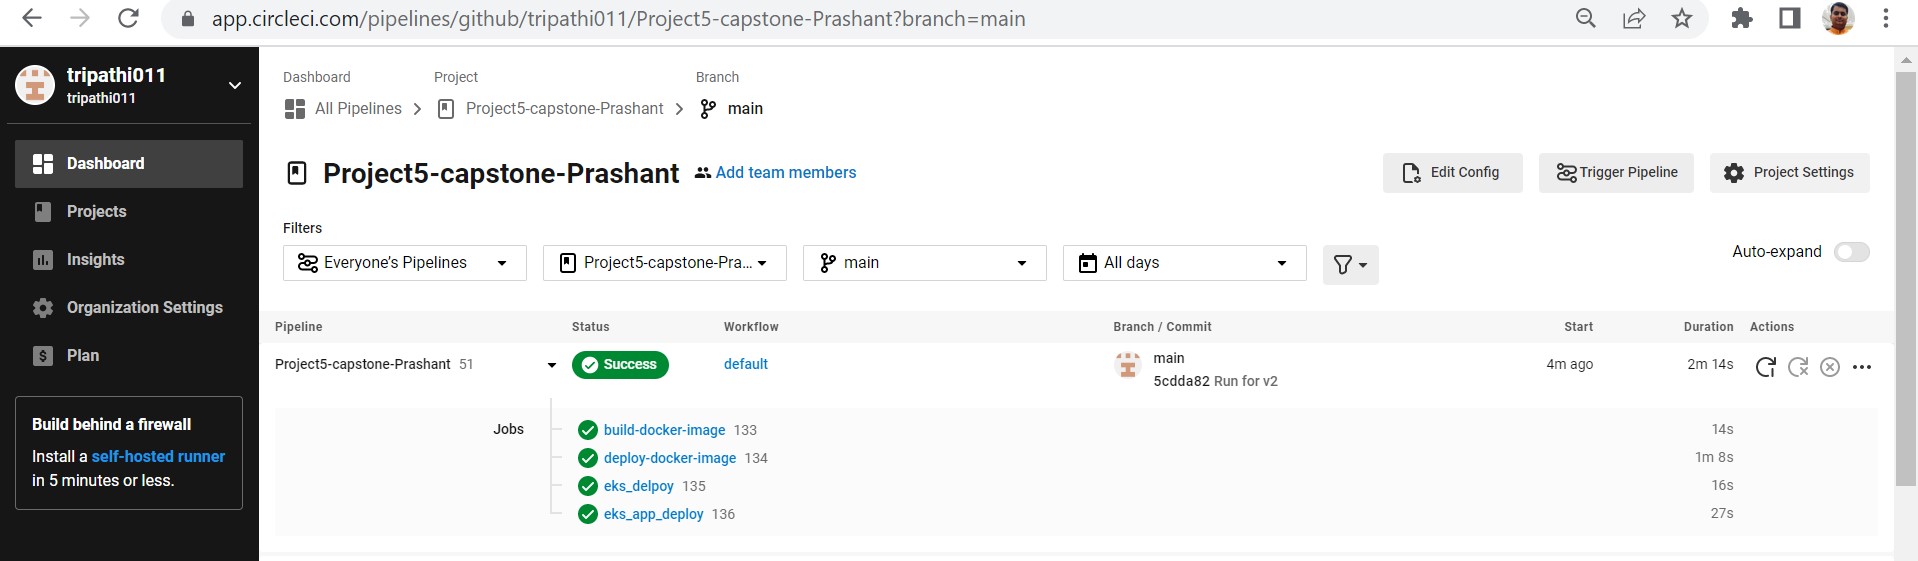 app.circleci.com/pipelines/github/tripathi011/Project5-capstone-Prashant?branch=main
tripathi011
tripathi011
Dashboard
Projects
Insights
Organization Settings
Plan
Build behind a firewall
Install a self-hosted runner
in 5 minutes or less.
Dashboard Project Branch
All Pipelines Project5-capstone-Prashant main
Project5-capstone-Prashant Add team members Edit Config Trigger Pipeline Project Settings
Filters
Everyone's Pipelines Project5-capstone-Pra... main All days Auto-expand
Pipeline Status Workflow Branch / Commit Start Duration Actions
Project5-capstone-Prashant 51 Success default main 4m ago 2m 14s
5cdda82 Run for v2
Jobs build-docker-image 133 14s
deploy-docker-image 134 1m 8s
eks_delpoy 135 16s
eks_app_deploy 136 27s